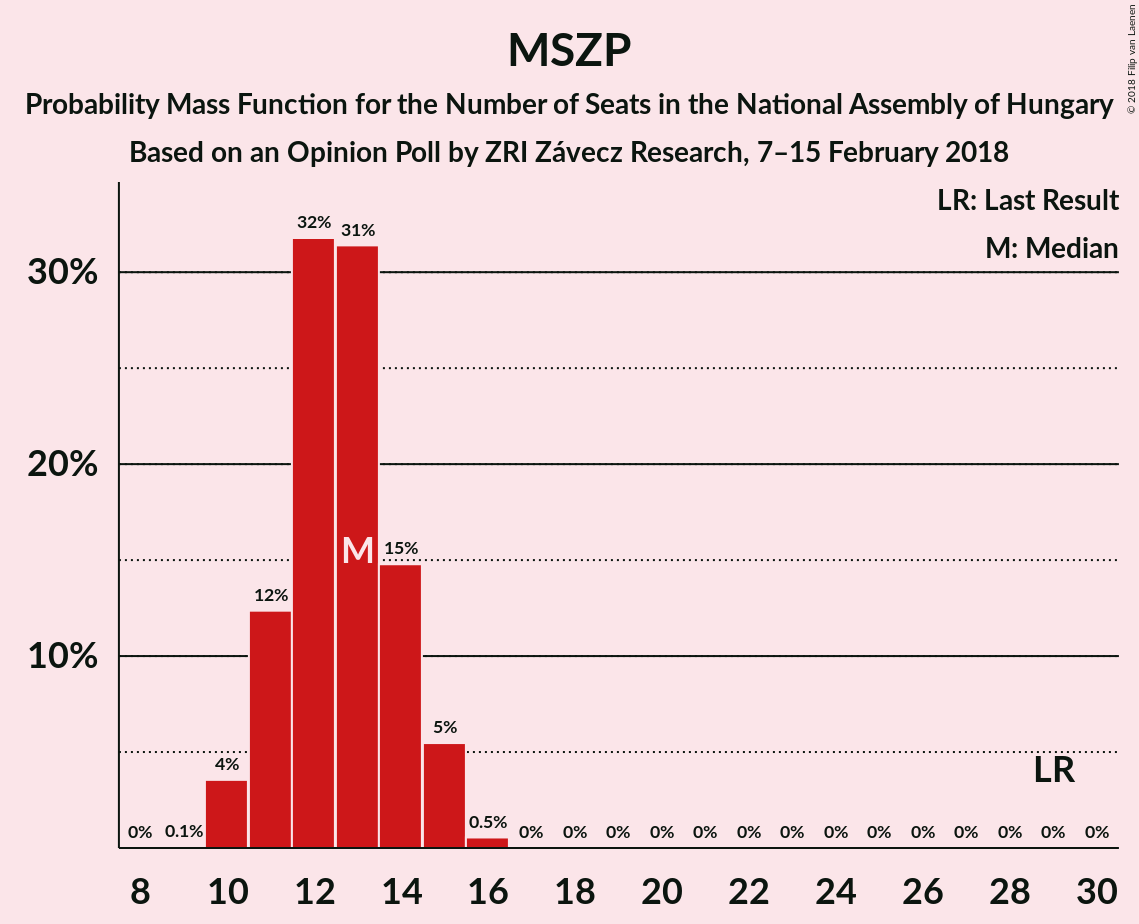 MSZP
Probability Mass Function for the Number of Seats in the National Assembly of Hungary
Based on an Opinion Poll by ZRI Závecz Research, 7–15 February 2018
© 2018 Filip van Laenen
LR: Last Result
M: Median
30%
20%
10%
0%
0.1%
4%
12%
32%
31%
M
15%
5%
0.5%
0%
0%
0%
0%
0%
0%
0%
0%
0%
0%
0%
0%
0%
0%
LR
8 10 12 14 16 18 20 22 24 26 28 30